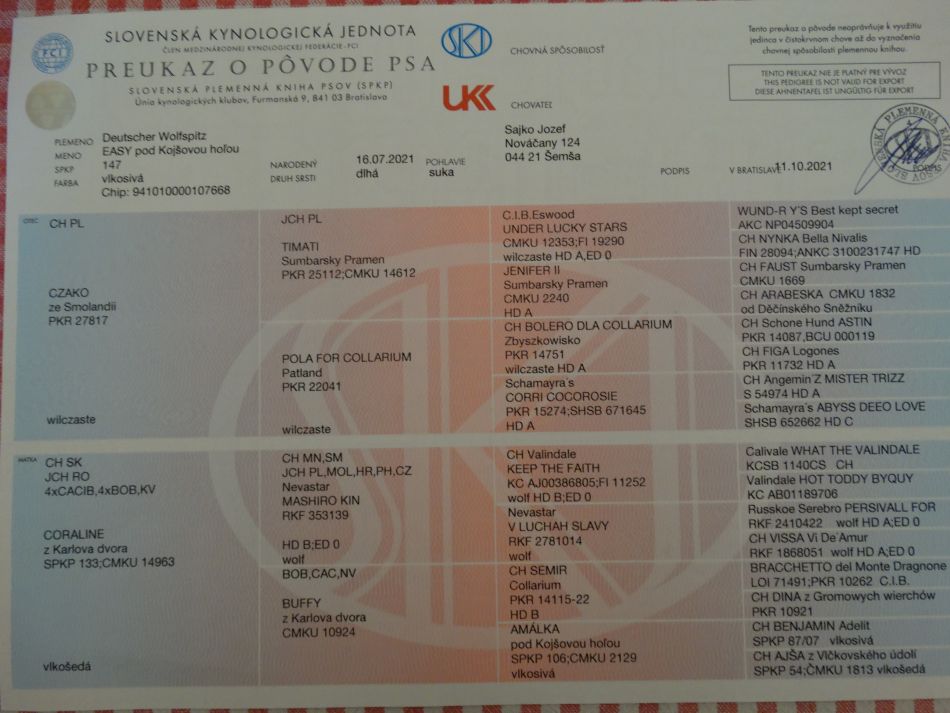 SLOVENSKÁ KYNOLOGICKÁ JEDNOTA
ČLEN MEDZINÁRODNEJ KYNOLOGICKEJ FEDERÁCIE - FCI
PREUKAZ O PÔVODE PSA
SLOVENSKÁ PLEMENNÁ KNIHA PSOV (SPKP)
Únia kynologických klubov, Furmanská 9, 841 03 Bratislava
FCI
SKJ
UKK
CHOVNÁ SPÔSOBILOSŤ
CHOVATEĽ
Tento preukaz o pôvode neoprávňuje k využitiu
jedinca v čistokrvnom chove až do vyznačenia
chovnej spôsobilosti plemennou knihou.
TENTO PREUKAZ NIE JE PLATNÝ PRE VÝVOZ
THIS PEDIGREE IS NOT VALID FOR EXPORT
DIESE AHNENTAFEL IST UNGÜLTIG FÜR EXPORT
PLEMENO Deutscher Wolfspitz
MENO EASY pod Kojšovou hoľou
SPKP 147
FARBA vlkosivá
Chip: 941010000107668
NARODENÝ 16.07.2021
DRUH SRSTI dlhá
POHLAVIE suka
Sajko Jozef
Nováčany 124
044 21 Šemša
PODPIS
V BRATISLAVE 11.10.2021
PODPIS
OTEC
CH PL
CZAKO
ze Smolandii
PKR 27817
wilczaste
JCH PL
TIMATI
Sumbarsky Pramen
PKR 25112;CMKU 14612
POLA FOR COLLARIUM
Patland
PKR 22041
wilczaste
C.I.B.Eswood
UNDER LUCKY STARS
CMKU 12353;FI 19290
wilczaste HD A,ED 0
JENIFER II
Sumbarsky Pramen
CMKU 2240
HD A
CH BOLERO DLA COLLARIUM
Zbyszkowisko
PKR 14751
wilczaste HD A
Schamayra´s
CORRI COCOROSIE
PKR 15274;SHSB 671645
HD A
WUND-R Y´S Best kept secret
AKC NP04509904
CH NYNKA Bella Nivalis
FIN 28094;ANKC 3100231747 HD
CH FAUST Sumbarsky Pramen
CMKU 1669
CH ARABESKA CMKU 1832
od Děčínského Sněžníku
CH Schone Hund ASTIN
PKR 14087,BCU 000119
CH FIGA Logones
PKR 11732 HD A
CH Angemin´Z MISTER TRIZZ
S 54974 HD A
Schamayra´s ABYSS DEEO LOVE
SHSB 652662 HD C
MATKA
CH SK
JCH RO
4xCACIB,4xBOB,KV
CORALINE
z Karlova dvora
SPKP 133;CMKU 14963
vlkošedá
CH MN,SM
JCH PL,MOL,HR,PH,CZ
Nevastar
MASHIRO KIN
RKF 353139
HD B;ED 0
wolf
BOB,CAC,NV
BUFFY
z Karlova dvora
CMKU 10924
CH Valindale
KEEP THE FAITH
KC AJ00386805;FI 11252
wolf HD B;ED 0
Nevastar
V LUCHAH SLAVY
RKF 2781014
wolf
CH SEMIR
Collarium
PKR 14115-22
HD B
AMÁLKA
pod Kojšovou hoľou
SPKP 106;CMKU 2129
vlkosivá
Calivale WHAT THE VALINDALE
KCSB 1140CS CH
Valindale HOT TODDY BYQUY
KC AB01189706
Russkoe Serebro PERSIVALL FOR
RKF 2410422 wolf HD A;ED 0
CH VISSA Vi De´Amur
RKF 1868051 wolf HD A;ED 0
BRACCHETTO del Monte Dragnone
LOI 71491;PKR 10262 C.I.B.
CH DINA z Gromowych wierchów
PKR 10921
CH BENJAMIN Adelit
SPKP 87/07 vlkosivá
CH AJŠA z Vlčkovského údolí
SPKP 54;ČMKU 1813 vlkošedá